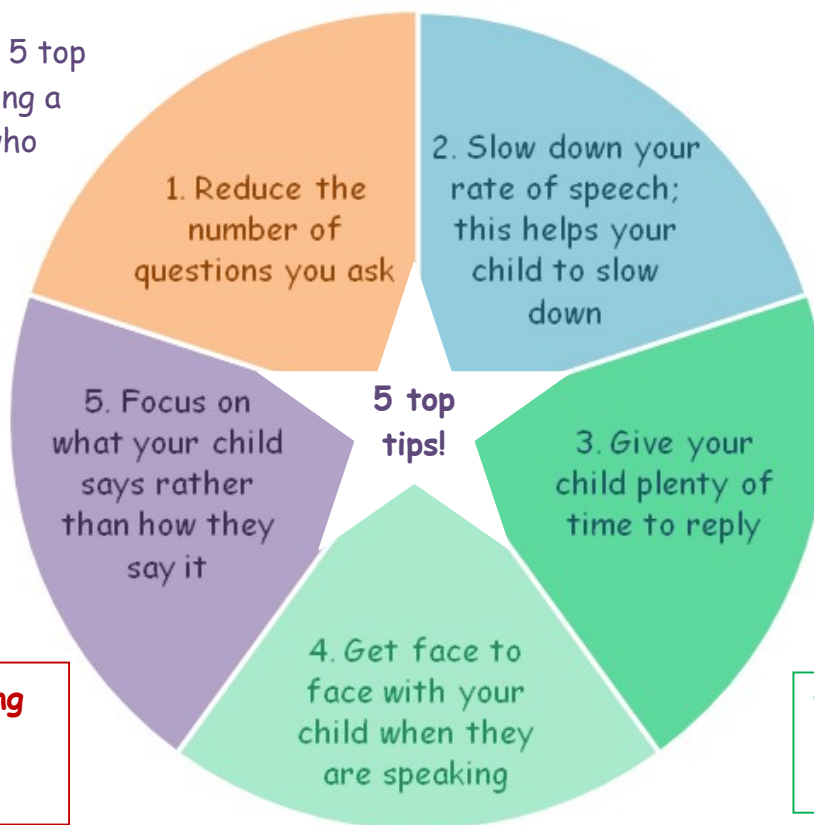 5 top
ng a
who
1. Reduce the
number of
questions you ask
2. Slow down your
rate of speech;
this helps your
child to slow
down
3. Give your
child plenty of
time to reply
4. Get face to
face with your
child when they
are speaking
5. Focus on
what your child
says rather
than how they
say it
5 top
tips!
ng